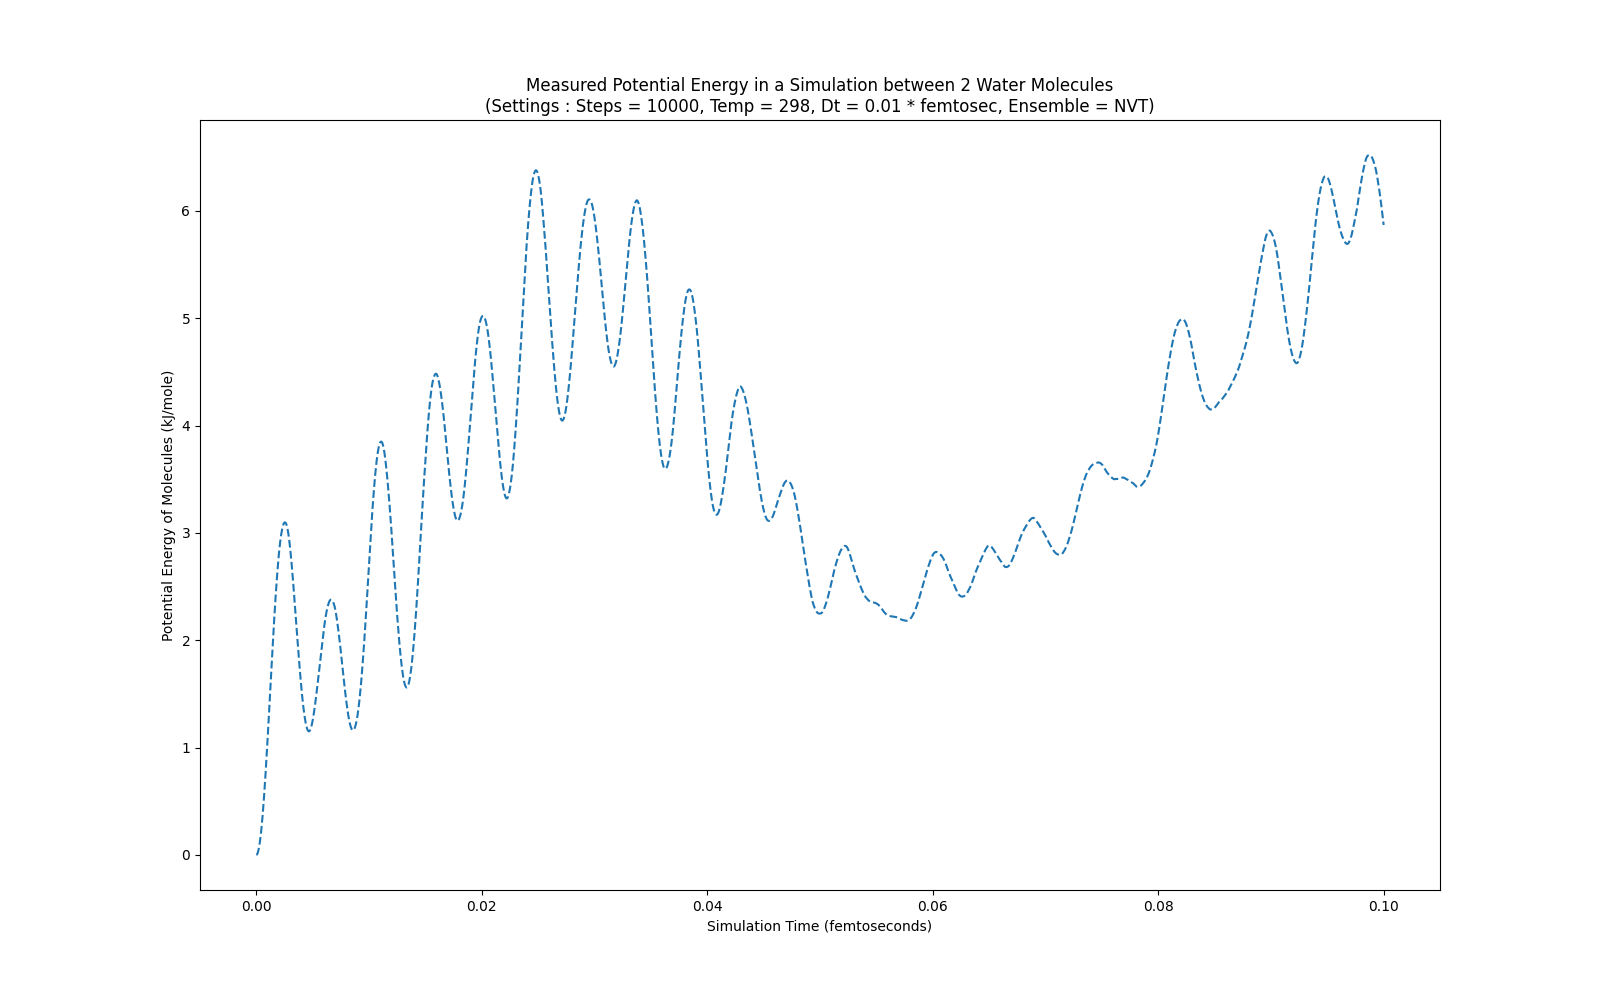 Measured Potential Energy in a Simulation between 2 Water Molecules
(Settings : Steps = 10000, Temp = 298, Dt = 0.01 * femtosec, Ensemble = NVT)
Potential Energy of Molecules (kJ/mole)
6
5
4
3
2
1
0
0.00 0.02 0.04 0.06 0.08 0.10
Simulation Time (femtoseconds)